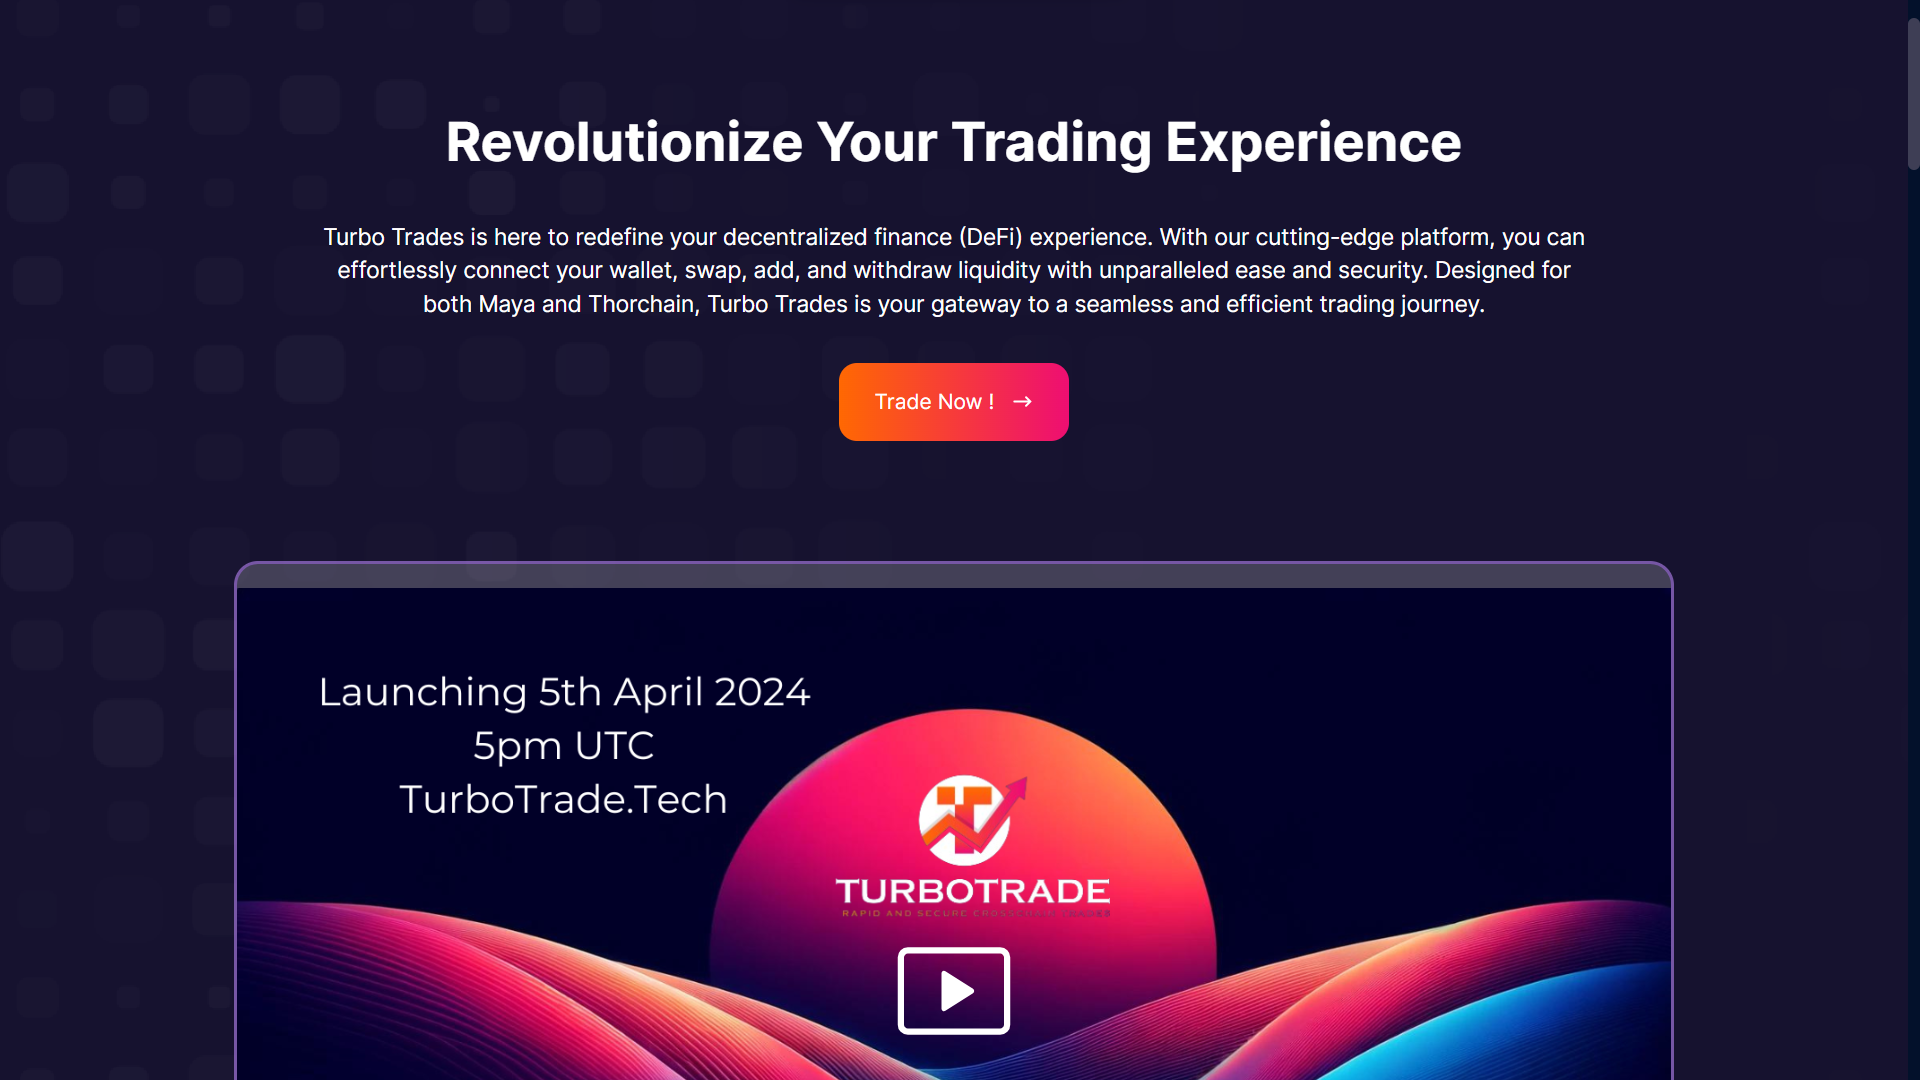 Revolutionize Your Trading Experience
Turbo Trades is here to redefine your decentralized finance (DeFi) experience. With our cutting-edge platform, you can
effortlessly connect your wallet, swap, add, and withdraw liquidity with unparalleled ease and security. Designed for
both Maya and Thorchain, Turbo Trades is your gateway to a seamless and efficient trading journey.
Trade Now !
Launching 5th April 2024
5pm UTC
TurboTrade.Tech
TURBOTRADE
RAPID AND SECURE CROSSCHAIN TRADES